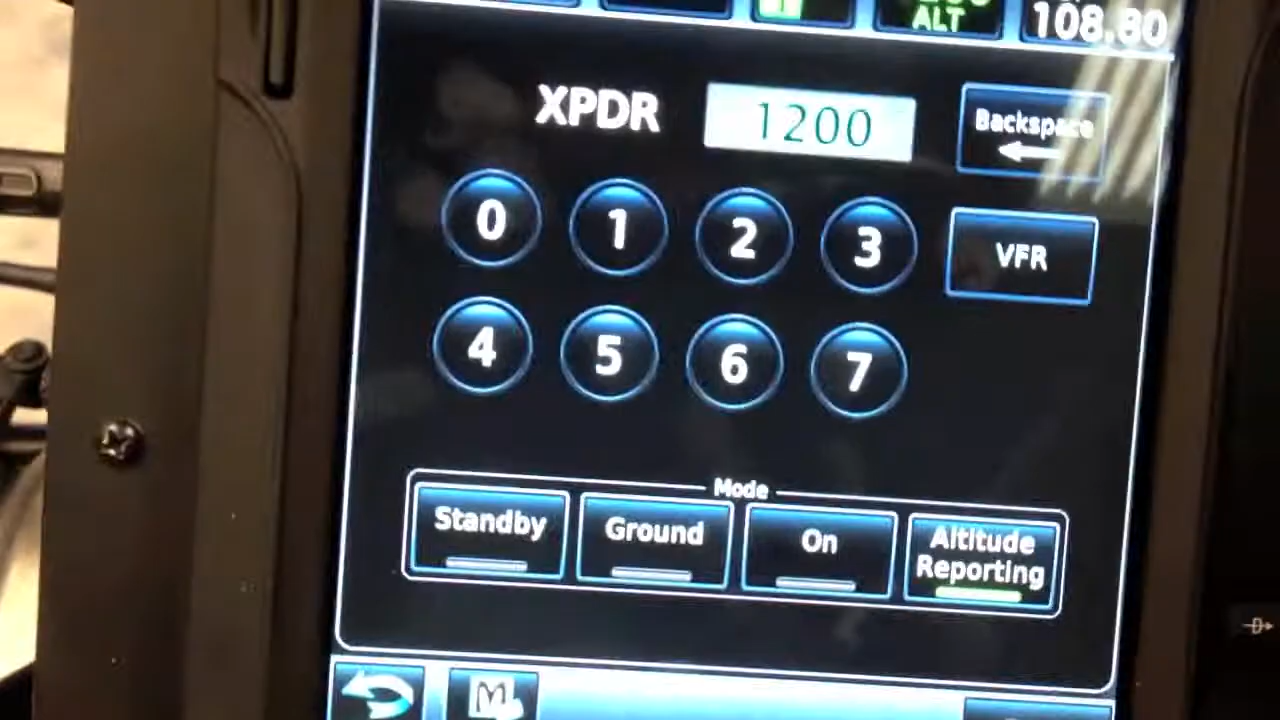 ALT
108.80
XPDR 1200 Backspace
0 1 2 3 VFR
4 5 6 7
Mode
Standby Ground On Altitude
Reporting